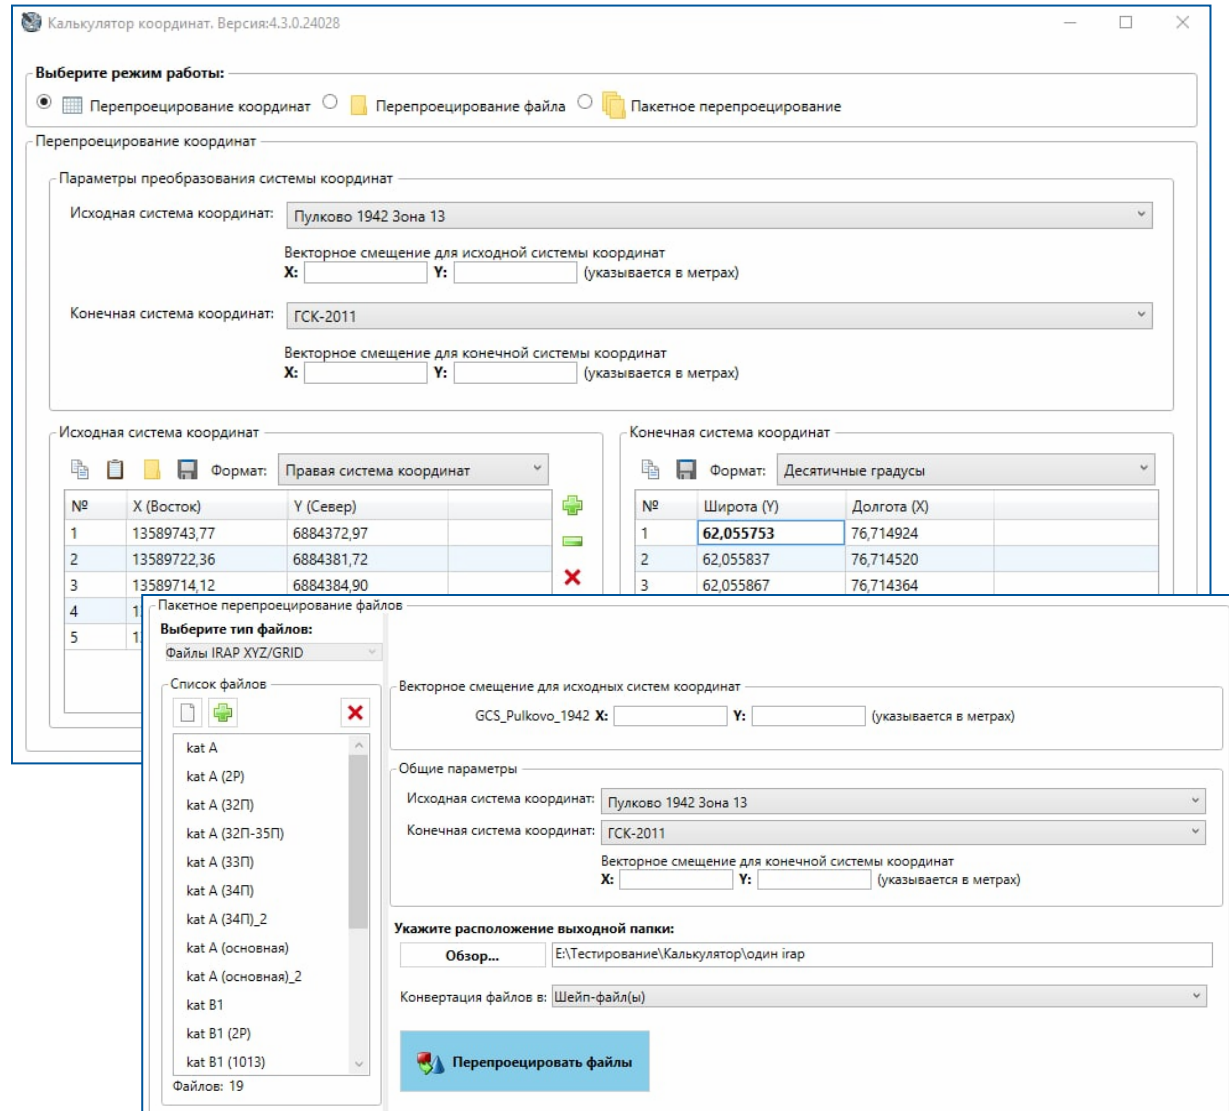 Калькулятор координат. Версия:4.3.0.24028
Выберите режим работы:
Перепроецирование координат Перепроецирование файла Пакетное перепроецирование
Перепроецирование координат
Параметры преобразования системы координат
Исходная система координат: Пулково 1942 Зона 13
Векторное смещение для исходной системы координат
X: Y: (указывается в метрах)
Конечная система координат: ГСК-2011
Векторное смещение для конечной системы координат
X: Y: (указывается в метрах)
Исходная система координат
Формат: Правая система координат
№ X (Восток) Y (Север)
1 13589743,77 6884372,97
2 13589722,36 6884381,72
3 13589714,12 6884384,90
4 1
5 1
Конечная система координат
Формат: Десятичные градусы
№ Широта (Y) Долгота (X)
1 62,055753 76,714924
2 62,055837 76,714520
3 62,055867 76,714364
Пакетное перепроецирование файлов
Выберите тип файлов:
Файлы IRAP XYZ/GRID
Список файлов
kat A
kat A (2Р)
kat A (32П)
kat A (32П-35П)
kat A (33П)
kat A (34П)
kat A (34П)_2
kat A (основная)
kat A (основная)_2
kat B1
kat B1 (2Р)
kat B1 (1013)
Файлов: 19
Векторное смещение для исходных систем координат
GCS_Pulkovo_1942 X: Y: (указывается в метрах)
Общие параметры
Исходная система координат: Пулково 1942 Зона 13
Конечная система координат: ГСК-2011
Векторное смещение для конечной системы координат
X: Y: (указывается в метрах)
Укажите расположение выходной папки:
Обзор... E:\Тестирование\Калькулятор\один irap
Конвертация файлов в: Шейп-файл(ы)
Перепроецировать файлы